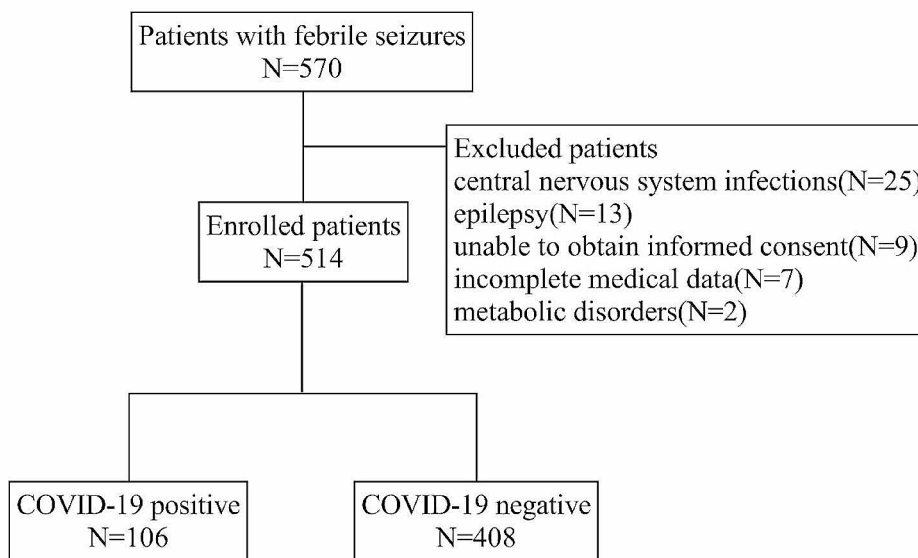 Patients with febrile seizures
N=570
Excluded patients
central nervous system infections(N=25)
epilepsy(N=13)
unable to obtain informed consent(N=9)
incomplete medical data(N=7)
metabolic disorders(N=2)
Enrolled patients
N=514
COVID-19 positive
N=106
COVID-19 negative
N=408